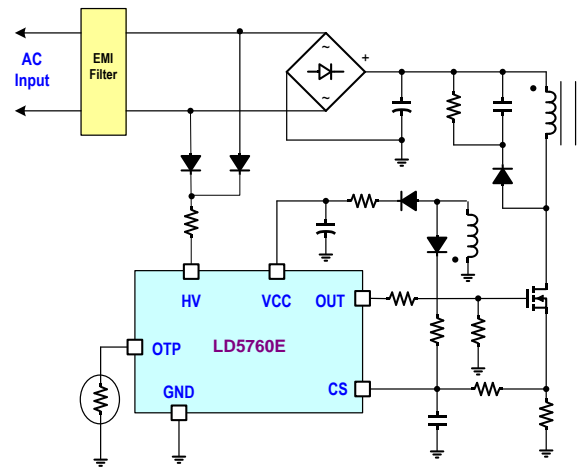 AC
Input
EMI
Filter
~
+
~
HV
VCC
OUT
LD5760E
OTP
GND
CS